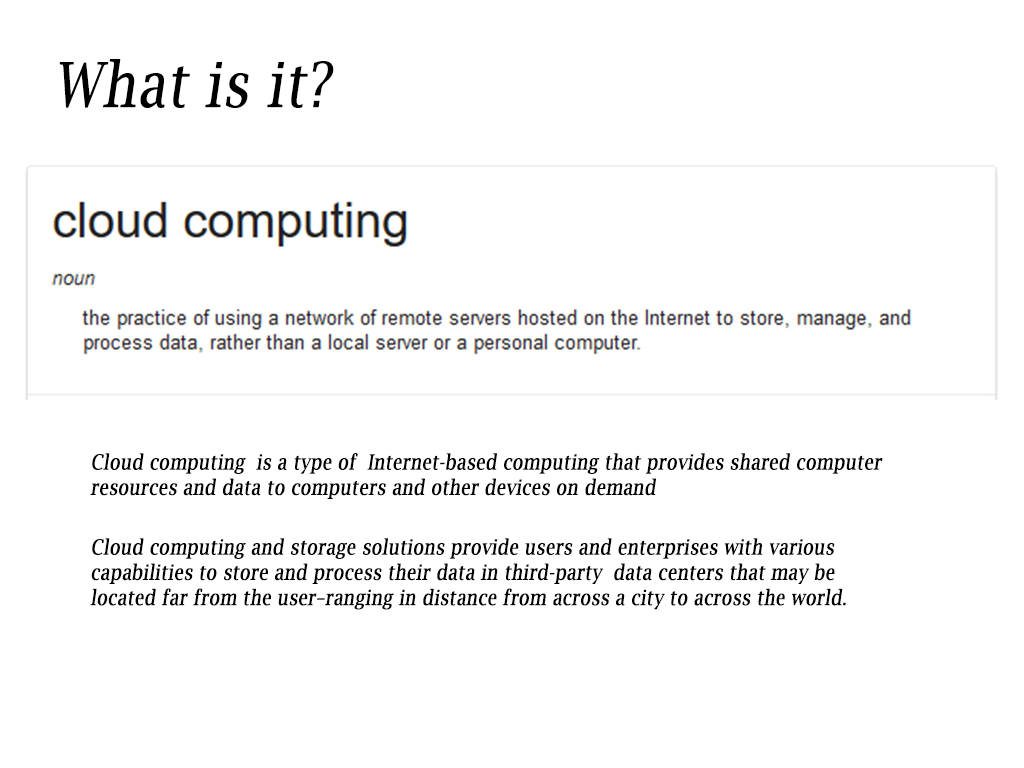 What is it?
cloud computing
noun
the practice of using a network of remote servers hosted on the Internet to store, manage, and
process data, rather than a local server or a personal computer.
Cloud computing  is a type of  Internet-based computing that provides shared computer
resources and data to computers and other devices on demand
Cloud computing and storage solutions provide users and enterprises with various
capabilities to store and process their data in third-party  data centers that may be
located far from the user–ranging in distance from across a city to across the world.